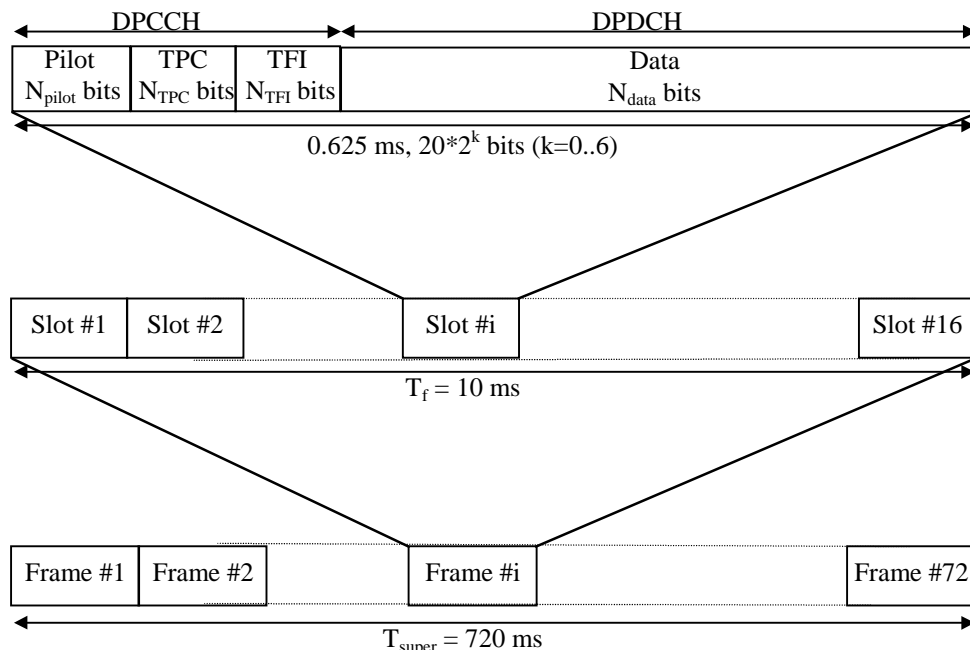 DPCCH DPDCH
Pilot TPC TFI Data
N_pilot bits N_TPC bits N_TFI bits N_data bits
0.625 ms, 20*2^k bits (k=0..6)
Slot #1 Slot #2 Slot #i Slot #16
T_f = 10 ms
Frame #1 Frame #2 Frame #i Frame #72
T_super = 720 ms